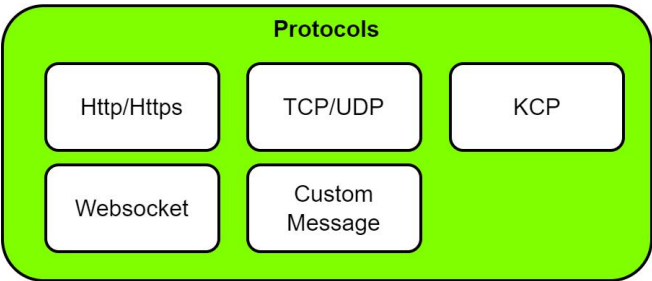 Protocols
Http/Https
TCP/UDP
KCP
Websocket
Custom
Message